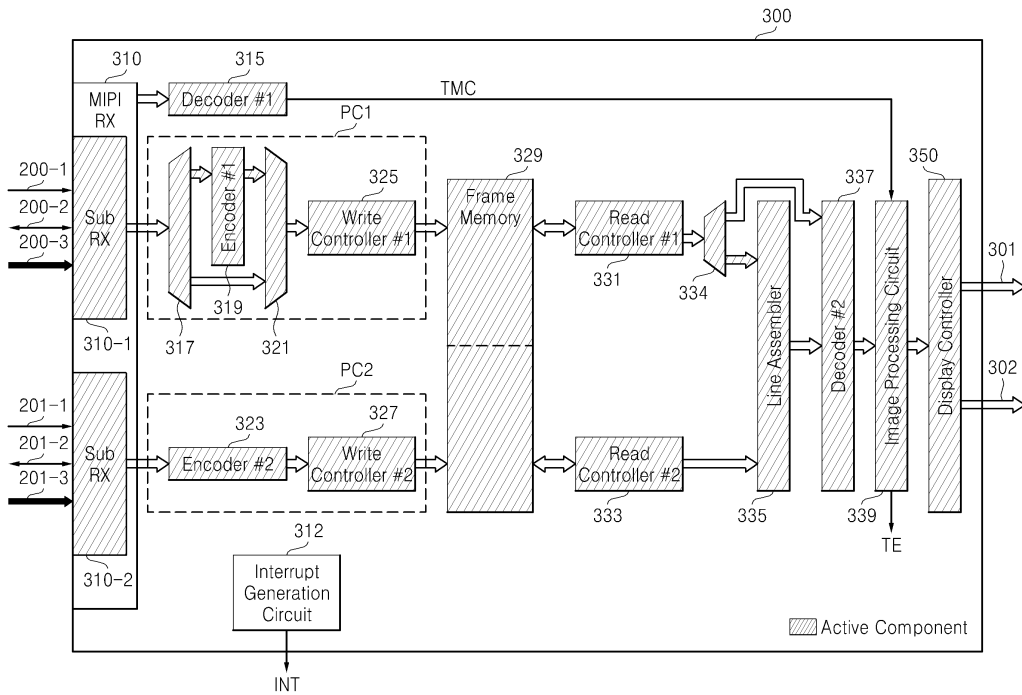 300
310
MIPI
RX
315
Decoder #1
TMC
PC1
200-1
200-2
200-3
Sub
RX
310-1
317
Encoder #1
319
321
325
Write
Controller #1
329
Frame
Memory
Read
Controller #1
331
334
337
350
Line Assembler
335
Decoder #2
Image Processing Circuit
339
TE
Display Controller
301
302
PC2
201-1
201-2
201-3
Sub
RX
310-2
323
Encoder #2
327
Write
Controller #2
Read
Controller #2
333
312
Interrupt
Generation
Circuit
INT
Active Component